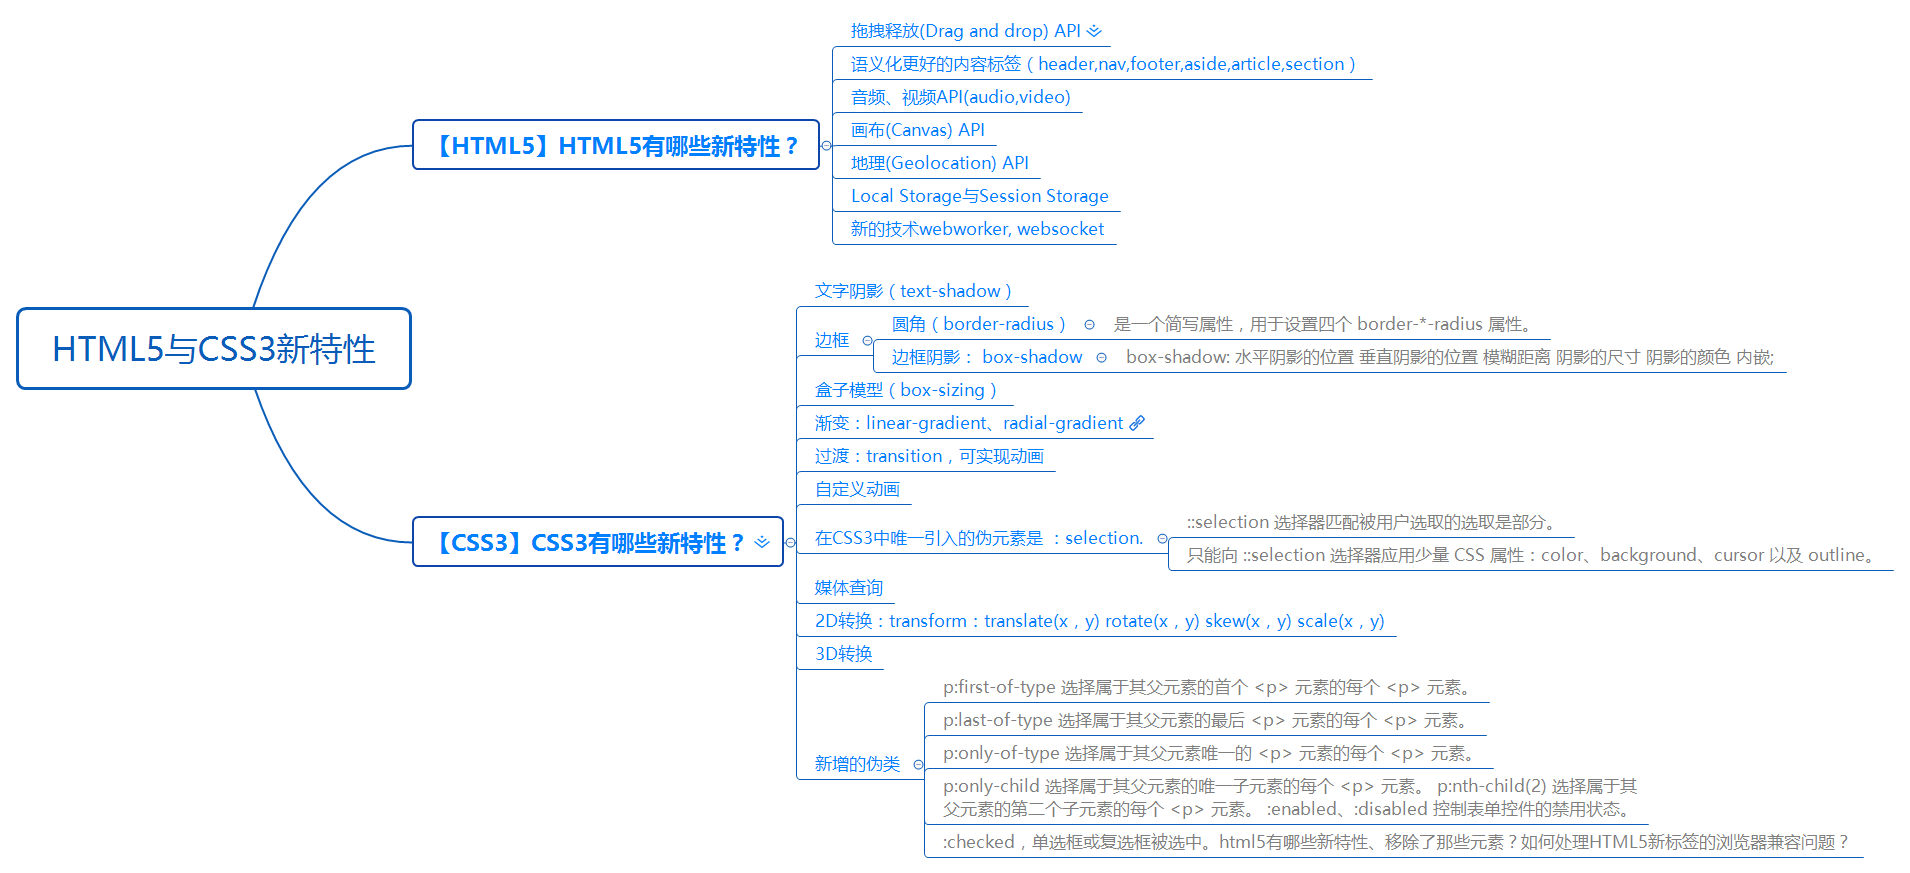 HTML5与CSS3新特性
【HTML5】HTML5有哪些新特性？
拖拽释放(Drag and drop) API
语义化更好的内容标签（header,nav,footer,aside,article,section）
音频、视频API(audio,video)
画布(Canvas) API
地理(Geolocation) API
Local Storage与Session Storage
新的技术webworker, websocket
【CSS3】CSS3有哪些新特性？
文字阴影（text-shadow）
边框
圆角（border-radius）
是一个简写属性，用于设置四个 border-*-radius 属性。
边框阴影： box-shadow
box-shadow: 水平阴影的位置 垂直阴影的位置 模糊距离 阴影的尺寸 阴影的颜色 内嵌;
盒子模型（box-sizing）
渐变：linear-gradient、radial-gradient
过渡：transition，可实现动画
自定义动画
在CSS3中唯一引入的伪元素是 ：selection.
::selection 选择器匹配被用户选取的选取是部分。
只能向 ::selection 选择器应用少量 CSS 属性：color、background、cursor 以及 outline。
媒体查询
2D转换：transform：translate(x，y) rotate(x，y) skew(x，y) scale(x，y)
3D转换
新增的伪类
p:first-of-type 选择属于其父元素的首个 <p> 元素的每个 <p> 元素。
p:last-of-type 选择属于其父元素的最后 <p> 元素的每个 <p> 元素。
p:only-of-type 选择属于其父元素唯一的 <p> 元素的每个 <p> 元素。
p:only-child 选择属于其父元素的唯一子元素的每个 <p> 元素。 p:nth-child(2) 选择属于其
父元素的第二个子元素的每个 <p> 元素。 :enabled、:disabled 控制表单控件的禁用状态。
:checked，单选框或复选框被选中。html5有哪些新特性、移除了那些元素？如何处理HTML5新标签的浏览器兼容问题？